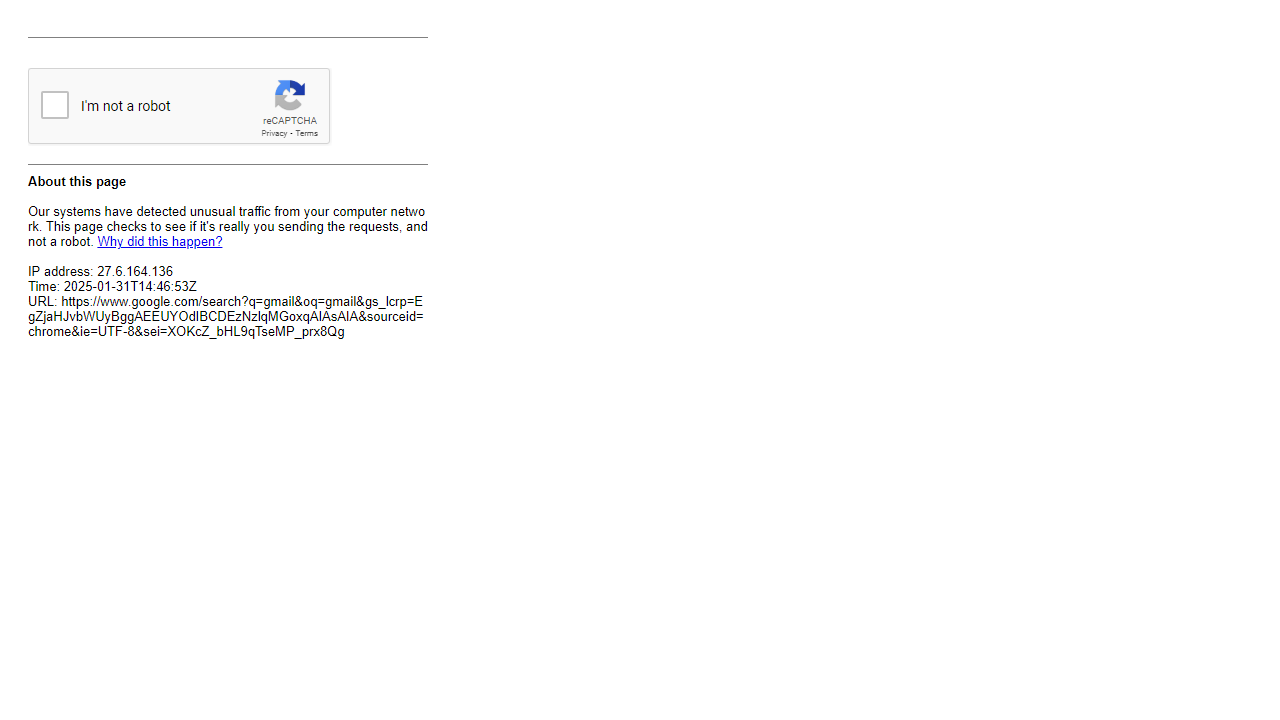 I'm not a robot
reCAPTCHA
Privacy - Terms
About this page
Our systems have detected unusual traffic from your computer netwo
rk. This page checks to see if it's really you sending the requests, and
not a robot. Why did this happen?
IP address: 27.6.164.136
Time: 2025-01-31T14:46:53Z
URL: https://www.google.com/search?q=gmail&oq=gmail&gs_lcrp=E
gZjaHJvbWUyBggAEEUYOdIBCDEzNzlqMGoxqAIAsAIA&sourceid=
chrome&ie=UTF-8&sei=XOKcZ_bHL9qTseMP_prx8Qg